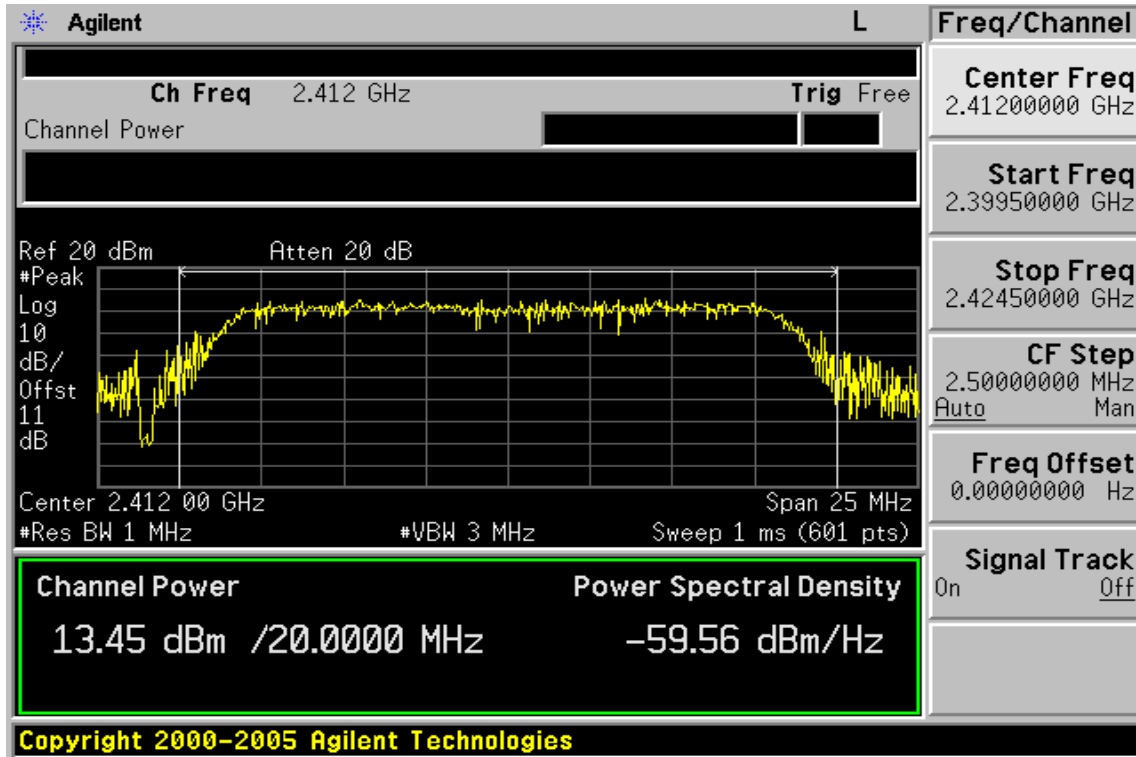 Agilent L
Ch Freq 2.412 GHz Trig Free
Channel Power
Ref 20 dBm Atten 20 dB
#Peak
Log
10
dB/
Offst
11
dB
Center 2.412 00 GHz Span 25 MHz
#Res BW 1 MHz #VBW 3 MHz Sweep 1 ms (601 pts)
Channel Power Power Spectral Density
13.45 dBm /20.0000 MHz -59.56 dBm/Hz
Copyright 2000-2005 Agilent Technologies
Freq/Channel
Center Freq
2.41200000 GHz
Start Freq
2.39950000 GHz
Stop Freq
2.42450000 GHz
CF Step
2.50000000 MHz
Auto Man
Freq Offset
0.00000000 Hz
Signal Track
On Off